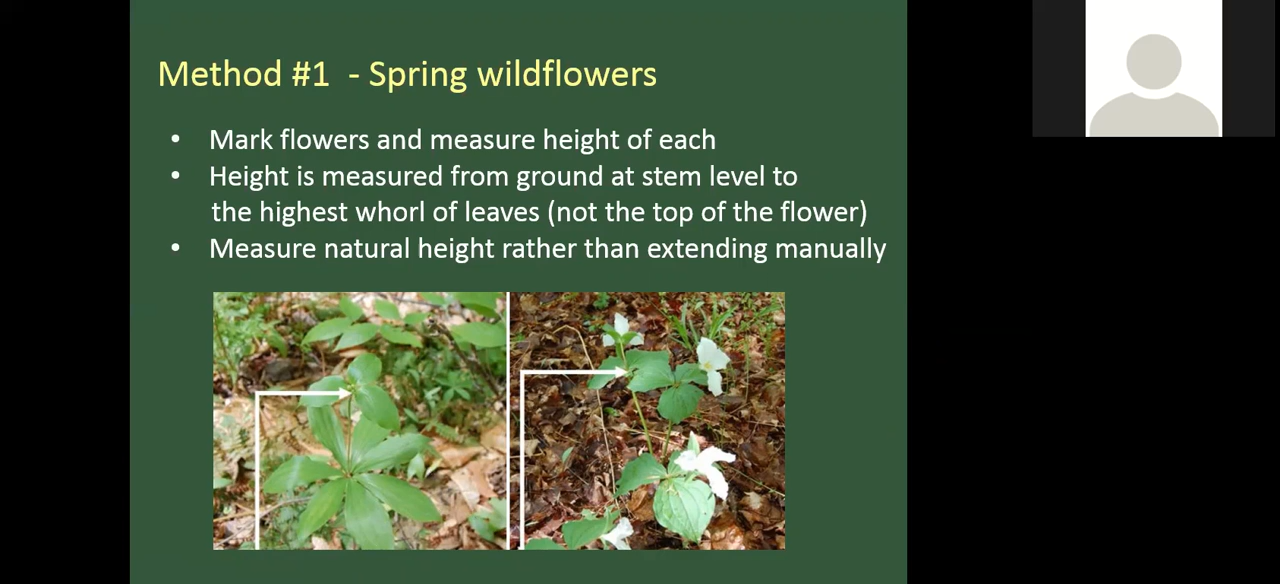 Method #1 - Spring wildflowers
• Mark flowers and measure height of each
• Height is measured from ground at stem level to
the highest whorl of leaves (not the top of the flower)
• Measure natural height rather than extending manually